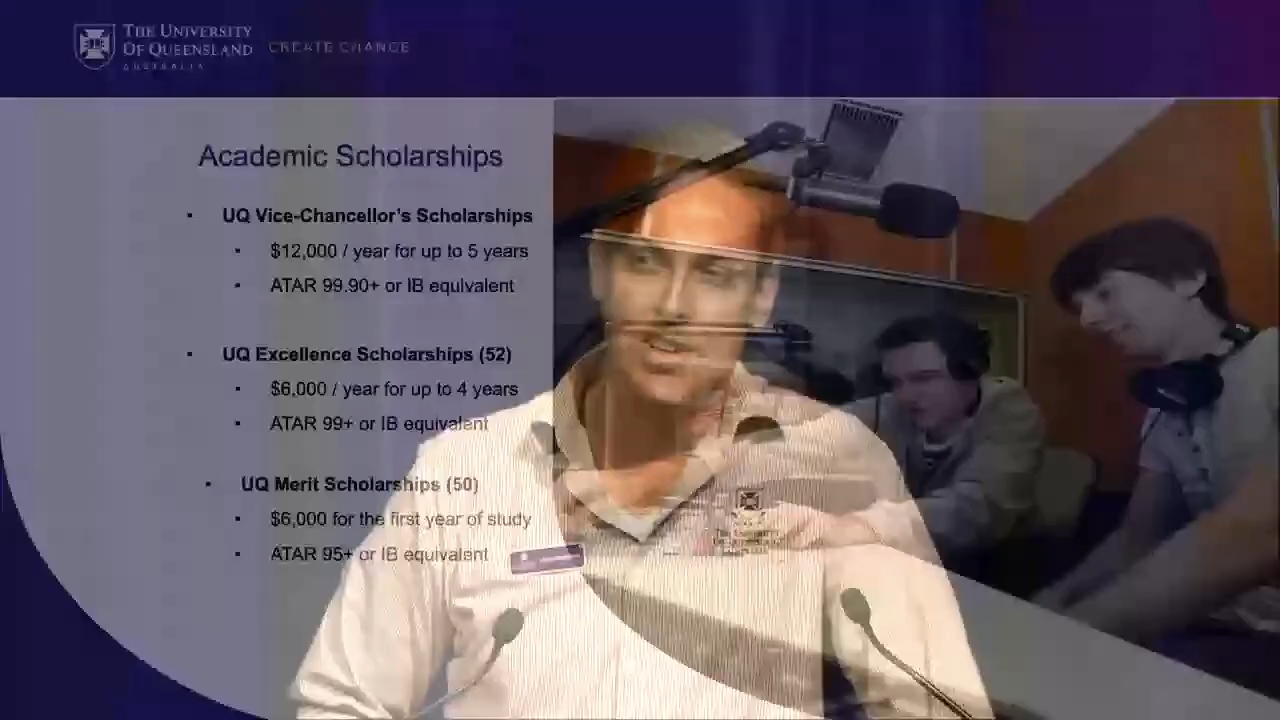 THE UNIVERSITY
OF QUEENSLAND
AUSTRALIA
CREATE CHANGE
Academic Scholarships
• UQ Vice-Chancellor's Scholarships
• $12,000 / year for up to 5 years
• ATAR 99.90+ or IB equivalent
• UQ Excellence Scholarships (52)
• $6,000 / year for up to 4 years
• ATAR 99+ or IB equivalent
• UQ Merit Scholarships (50)
• $6,000 for the first year of study
• ATAR 95+ or IB equivalent